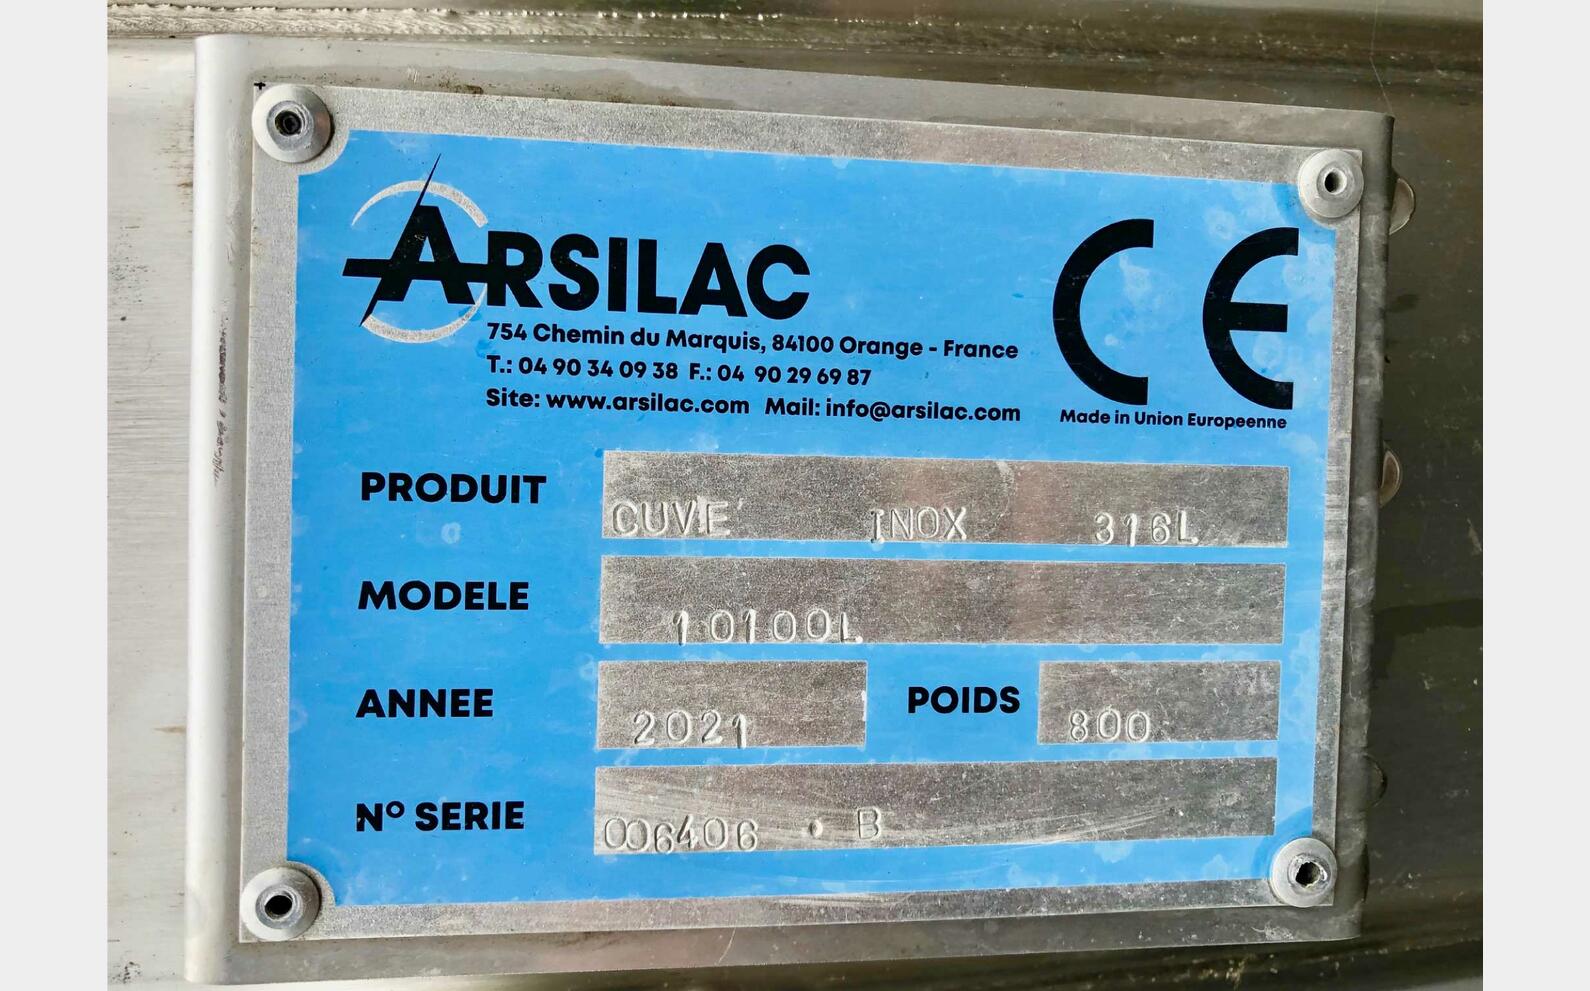 ARSILAC
754 Chemin du Marquis, 84100 Orange - France
T.: 04 90 34 09 38 F.: 04 90 29 69 87
Site: www.arsilac.com Mail: info@arsilac.com
CE
Made in Union Europeenne
PRODUIT CUVE INOX 316L
MODELE 10100L
ANNEE 2021 POIDS 800
Nº SERIE 006406 . B